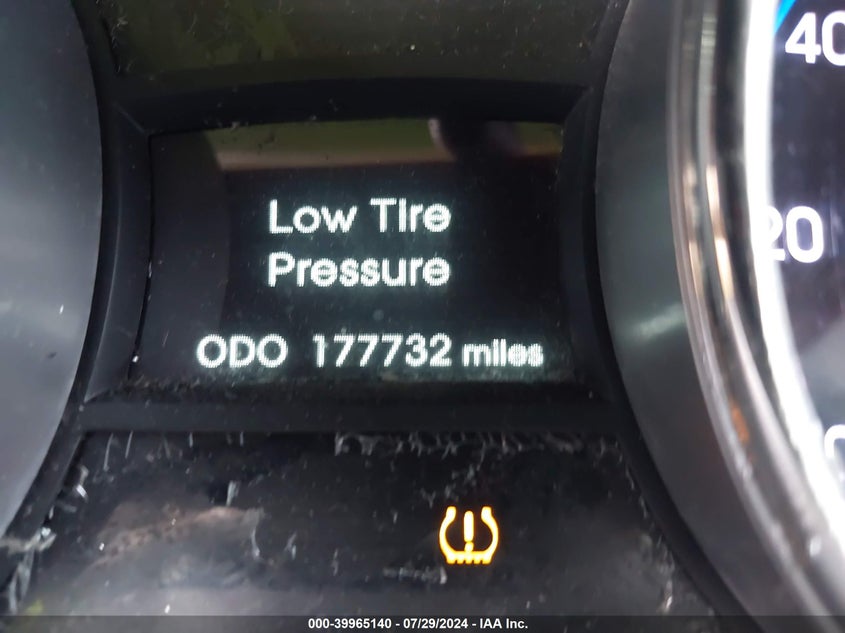 40
Low Tire
20
Pressure
ODO 177732 miles
000-39965140 - 07/29/2024 - IAA Inc.